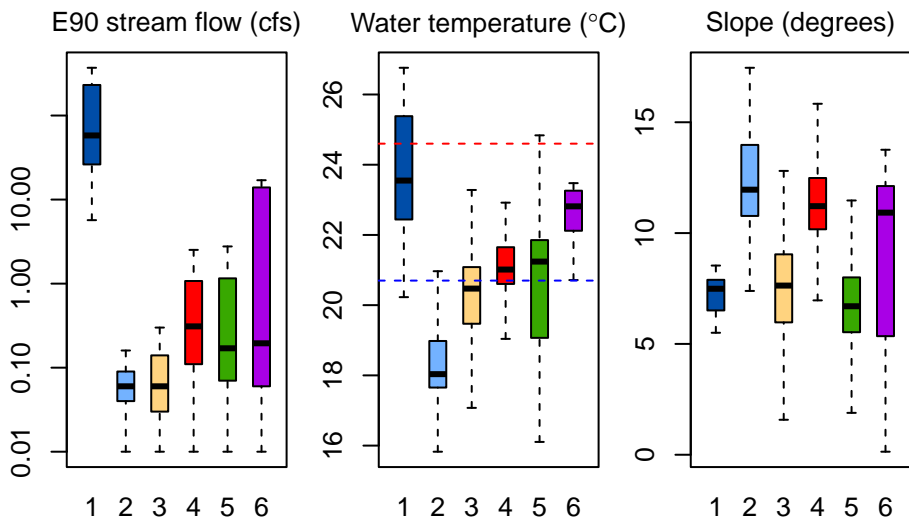 E90 stream flow (cfs)
Water temperature (°C)
Slope (degrees)
10.00
1.00
0.10
0.01
26
24
22
20
18
16
15
10
5
0
1 2 3 4 5 6
1 2 3 4 5 6
1 2 3 4 5 6